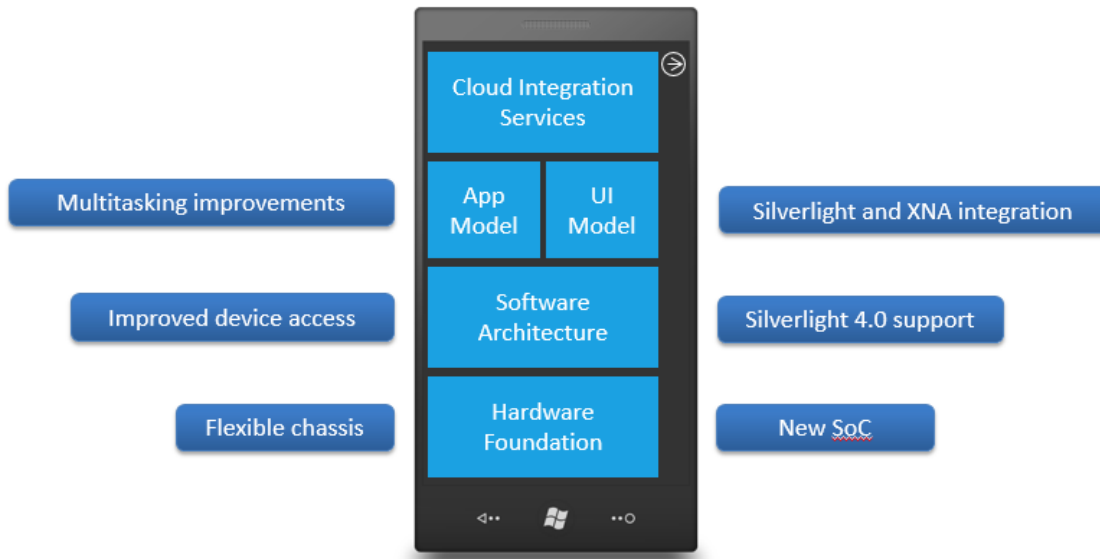 Cloud Integration
Services
Multitasking improvements
App
Model
UI
Model
Silverlight and XNA integration
Improved device access
Software
Architecture
Silverlight 4.0 support
Flexible chassis
Hardware
Foundation
New SoC